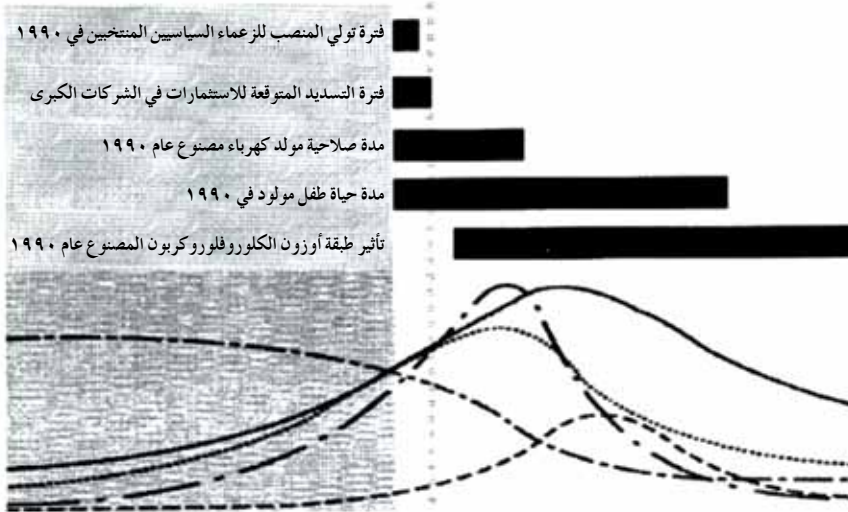 فترة تولي المنصب للزعماء السياسيين المنتخبين في ١٩٩٠
فترة التسديد المتوقعة للاستثمارات في الشركات الكبرى
مدة صلاحية مولد كهرباء مصنوع عام ١٩٩٠
مدة حياة طفل مولود في ١٩٩٠
تأثير طبقة أوزون الكلوروفلوروكربون المصنوع عام ١٩٩٠